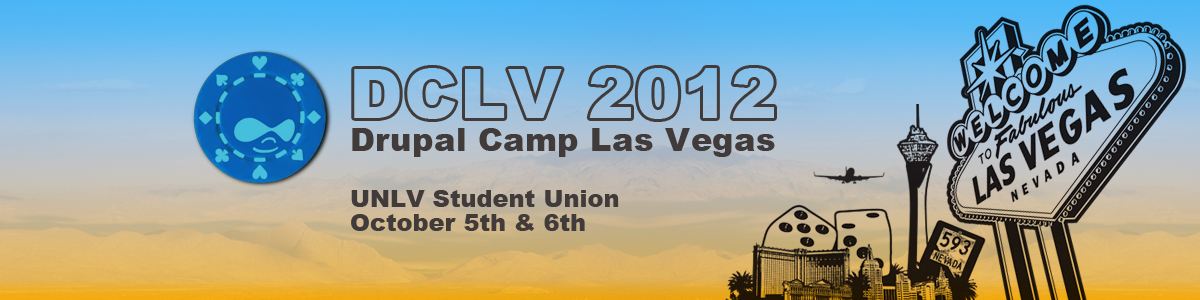 DCLV 2012
Drupal Camp Las Vegas
UNLV Student Union
October 5th & 6th
WELCOME
TO Fabulous
LAS VEGAS
NEVADA
593
NEVADA